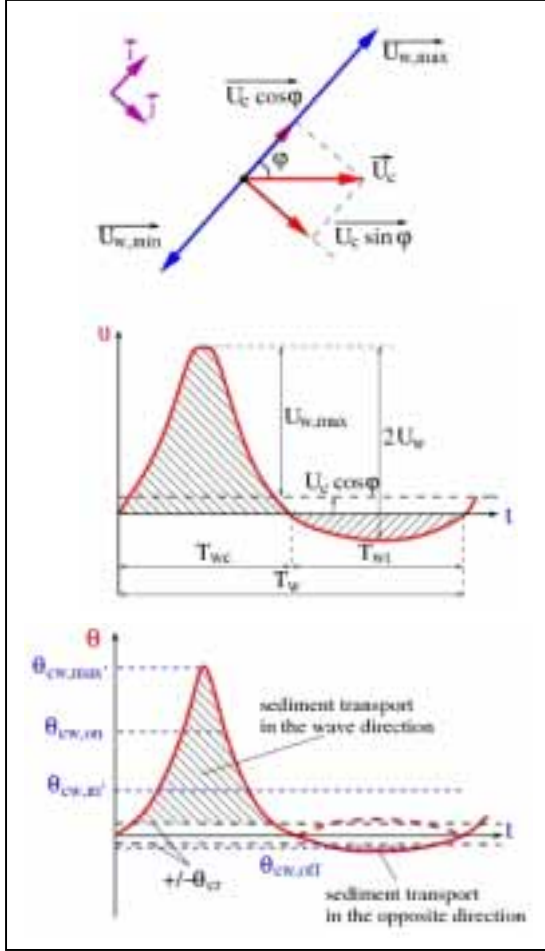 i
U_w,max
U_c cosφ
j
φ
U_c
U_w,min
U_c sin φ
U
U_w,max
2U_w
U_c cosφ
t
T_wc
T_wt
T_w
θ
θ_cw,max'
sediment transport
in the wave direction
θ_cw,on
θ_cw,m'
t
+/-θ_cr
θ_cw,off
sediment transport
in the opposite direction